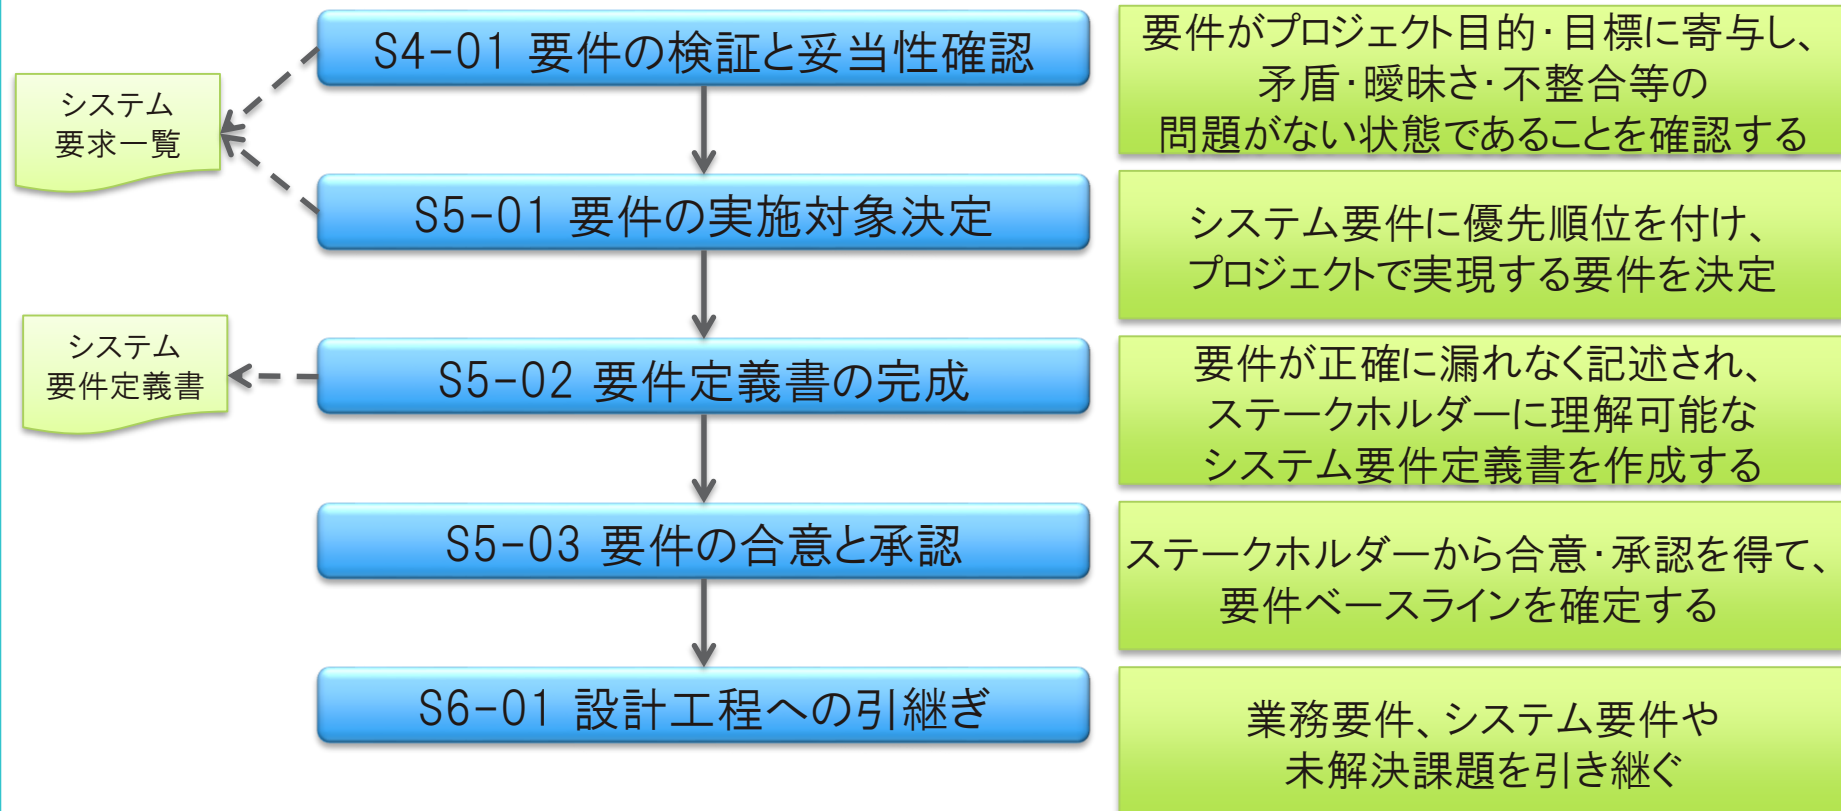 S4-01 要件の検証と妥当性確認
要件がプロジェクト目的・目標に寄与し、
矛盾・曖昧さ・不整合等の
問題がない状態であることを確認する
システム
要求一覧
S5-01 要件の実施対象決定
システム要件に優先順位を付け、
プロジェクトで実現する要件を決定
システム
要件定義書
S5-02 要件定義書の完成
要件が正確に漏れなく記述され、
ステークホルダーに理解可能な
システム要件定義書を作成する
S5-03 要件の合意と承認
ステークホルダーから合意・承認を得て、
要件ベースラインを確定する
S6-01 設計工程への引継ぎ
業務要件、システム要件や
未解決課題を引き継ぐ